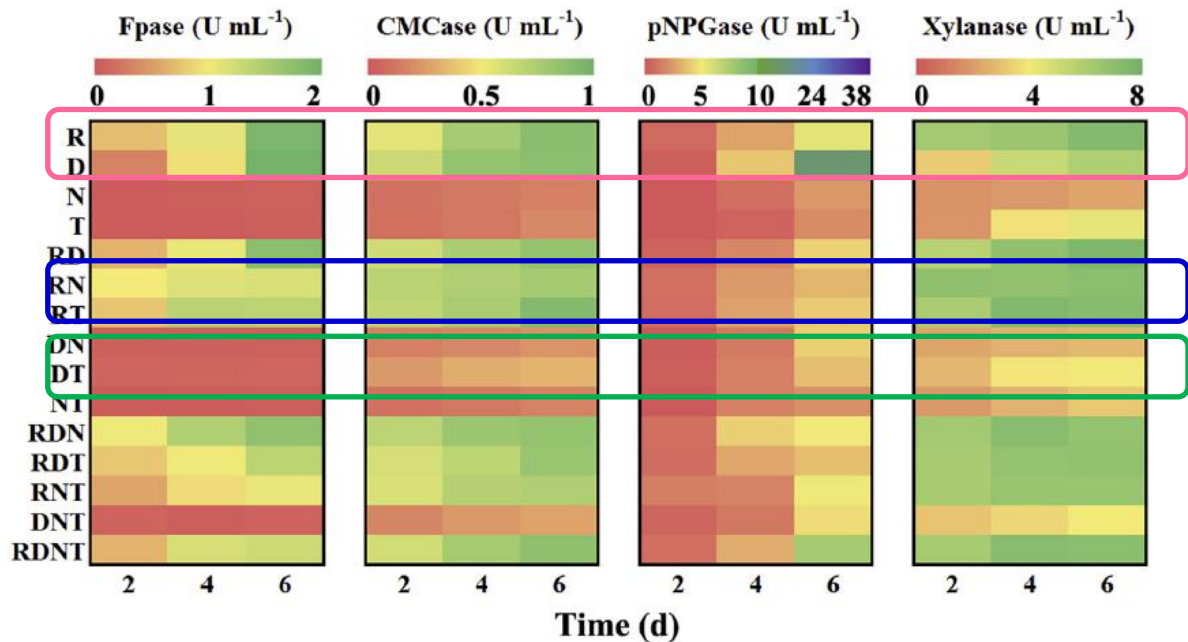 Fpase (U mL⁻¹) CMCase (U mL⁻¹) pNPGase (U mL⁻¹) Xylanase (U mL⁻¹)
0 1 2 0 0.5 1 0 5 10 24 38 0 4 8
R
D
N
T
RD
RN
RT
DN
DT
NT
RDN
RDT
RNT
DNT
RDNT
2 4 6 2 4 6 2 4 6 2 4 6
Time (d)